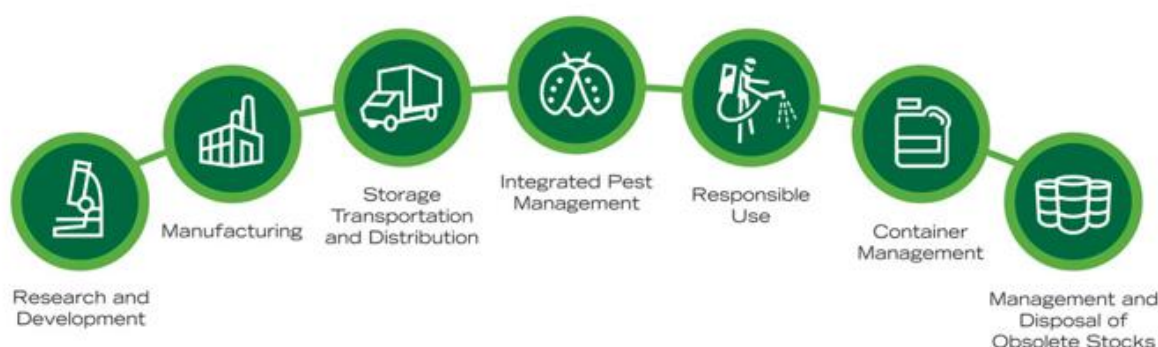 Research and
Development
Manufacturing
Storage
Transportation
and Distribution
Integrated Pest
Management
Responsible
Use
Container
Management
Management and
Disposal of
Obsolete Stocks